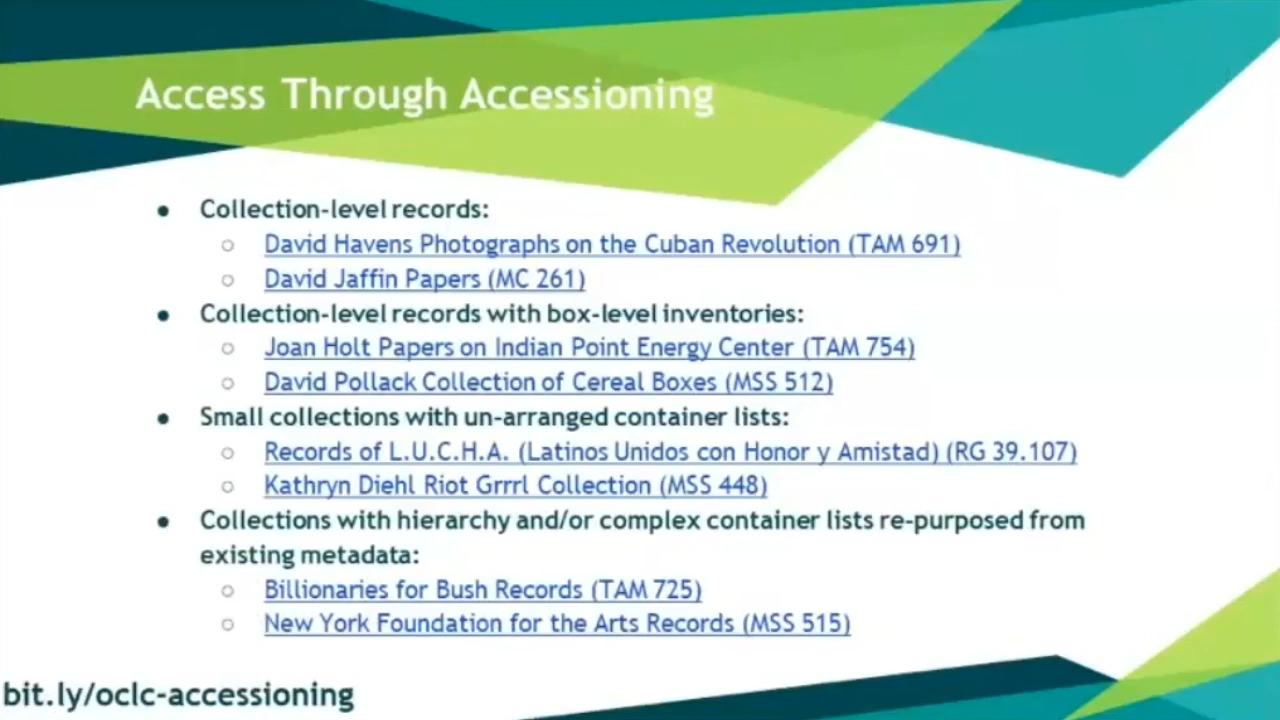 Access Through Accessioning
● Collection-level records:
○ David Havens Photographs on the Cuban Revolution (TAM 691)
○ David Jaffin Papers (MC 261)
● Collection-level records with box-level inventories:
○ Joan Holt Papers on Indian Point Energy Center (TAM 754)
○ David Pollack Collection of Cereal Boxes (MSS 512)
● Small collections with un-arranged container lists:
○ Records of L.U.C.H.A. (Latinos Unidos con Honor y Amistad) (RG 39.107)
○ Kathryn Diehl Riot Grrrl Collection (MSS 448)
● Collections with hierarchy and/or complex container lists re-purposed from
existing metadata:
○ Billionaries for Bush Records (TAM 725)
○ New York Foundation for the Arts Records (MSS 515)
bit.ly/oclc-accessioning